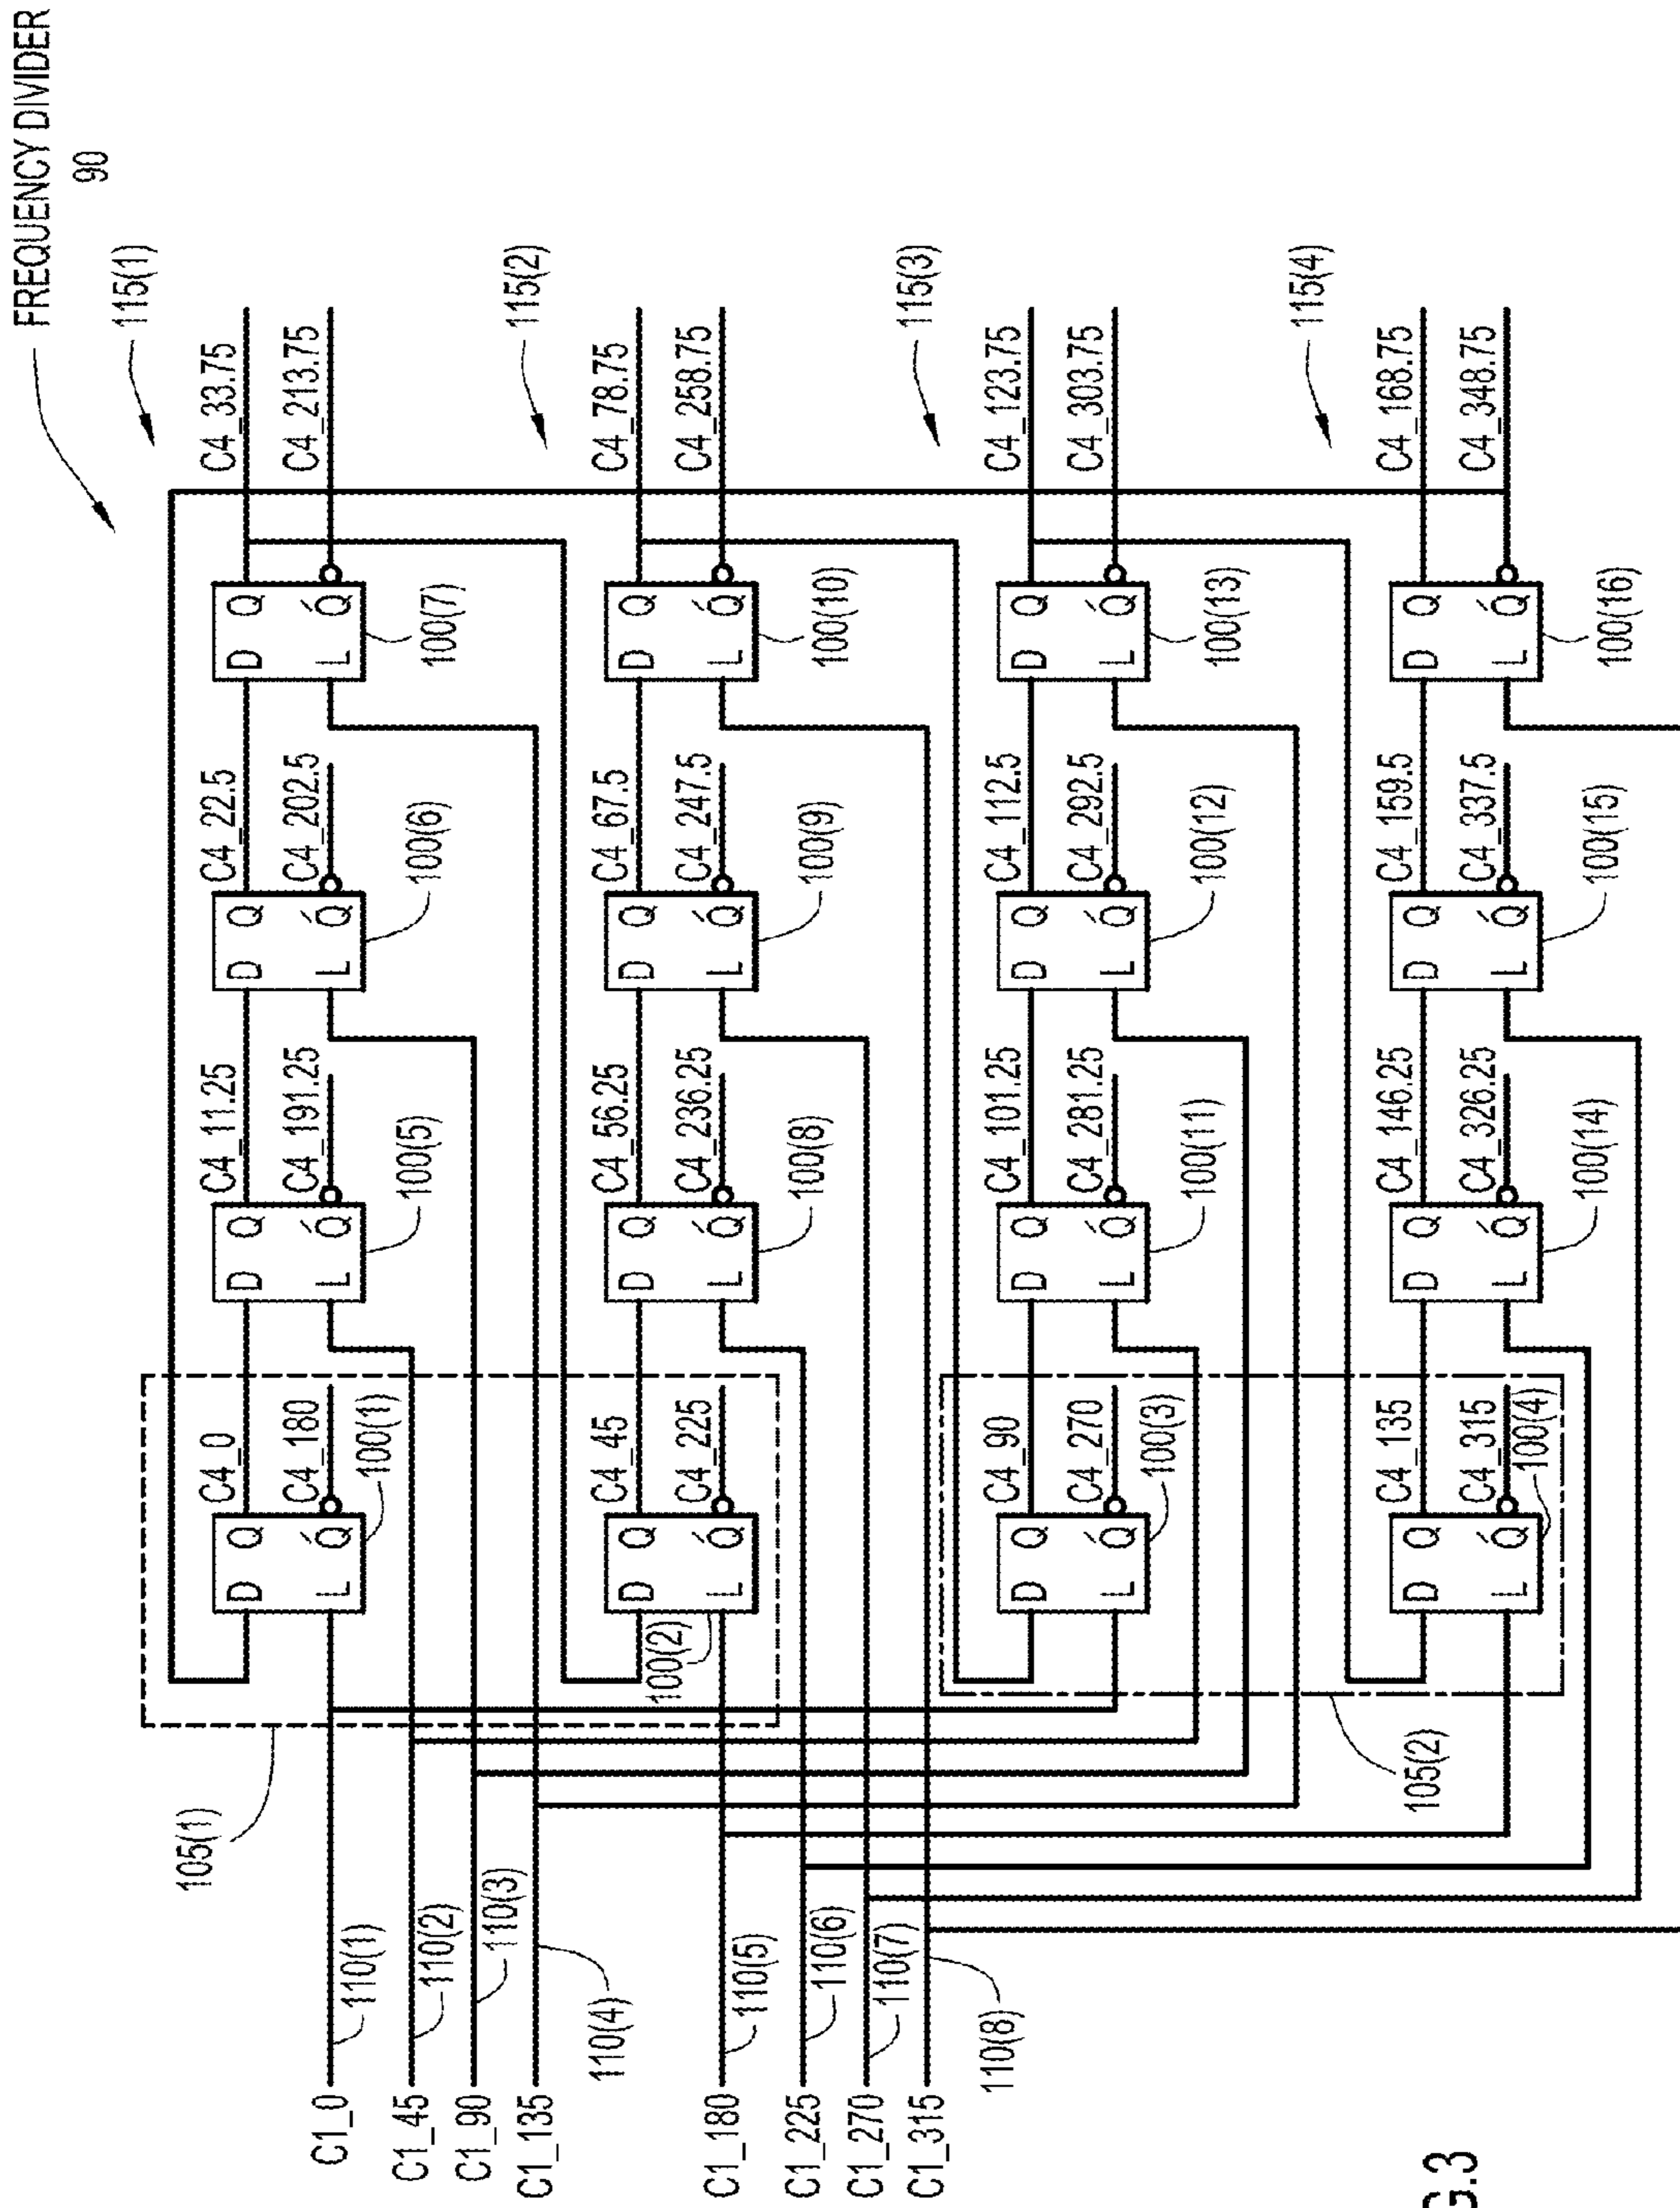 FREQUENCY DIVIDER
90
115(1)
105(1)
C4_0
C4_11.25
C4_22.5
C4_33.75
D Q
D Q
D Q
D Q
C4_180
C4_191.25
C4_202.5
C4_213.75
C1_0
L Q́
L Q́
L Q́
L Q́
110(1)
100(1)
100(5)
100(6)
100(7)
C1_45
110(2)
C1_90
110(3)
C1_135
110(4)
115(2)
C4_45
C4_56.25
C4_67.5
C4_78.75
D Q
D Q
D Q
D Q
100(2)
C4_225
C4_236.25
C4_247.5
C4_258.75
C1_180
L Q́
L Q́
L Q́
L Q́
110(5)
100(8)
100(9)
100(10)
C1_225
110(6)
C1_270
110(7)
C1_315
110(8)
115(3)
C4_90
C4_101.25
C4_112.5
C4_123.75
D Q
D Q
D Q
D Q
C4_270
C4_281.25
C4_292.5
C4_303.75
L Q́
L Q́
L Q́
L Q́
100(3)
100(11)
100(12)
100(13)
115(4)
105(2)
C4_135
C4_146.25
C4_159.5
C4_168.75
D Q
D Q
D Q
D Q
C4_315
C4_326.25
C4_337.5
C4_348.75
L Q́
L Q́
L Q́
L Q́
100(4)
100(14)
100(15)
100(16)
G.3